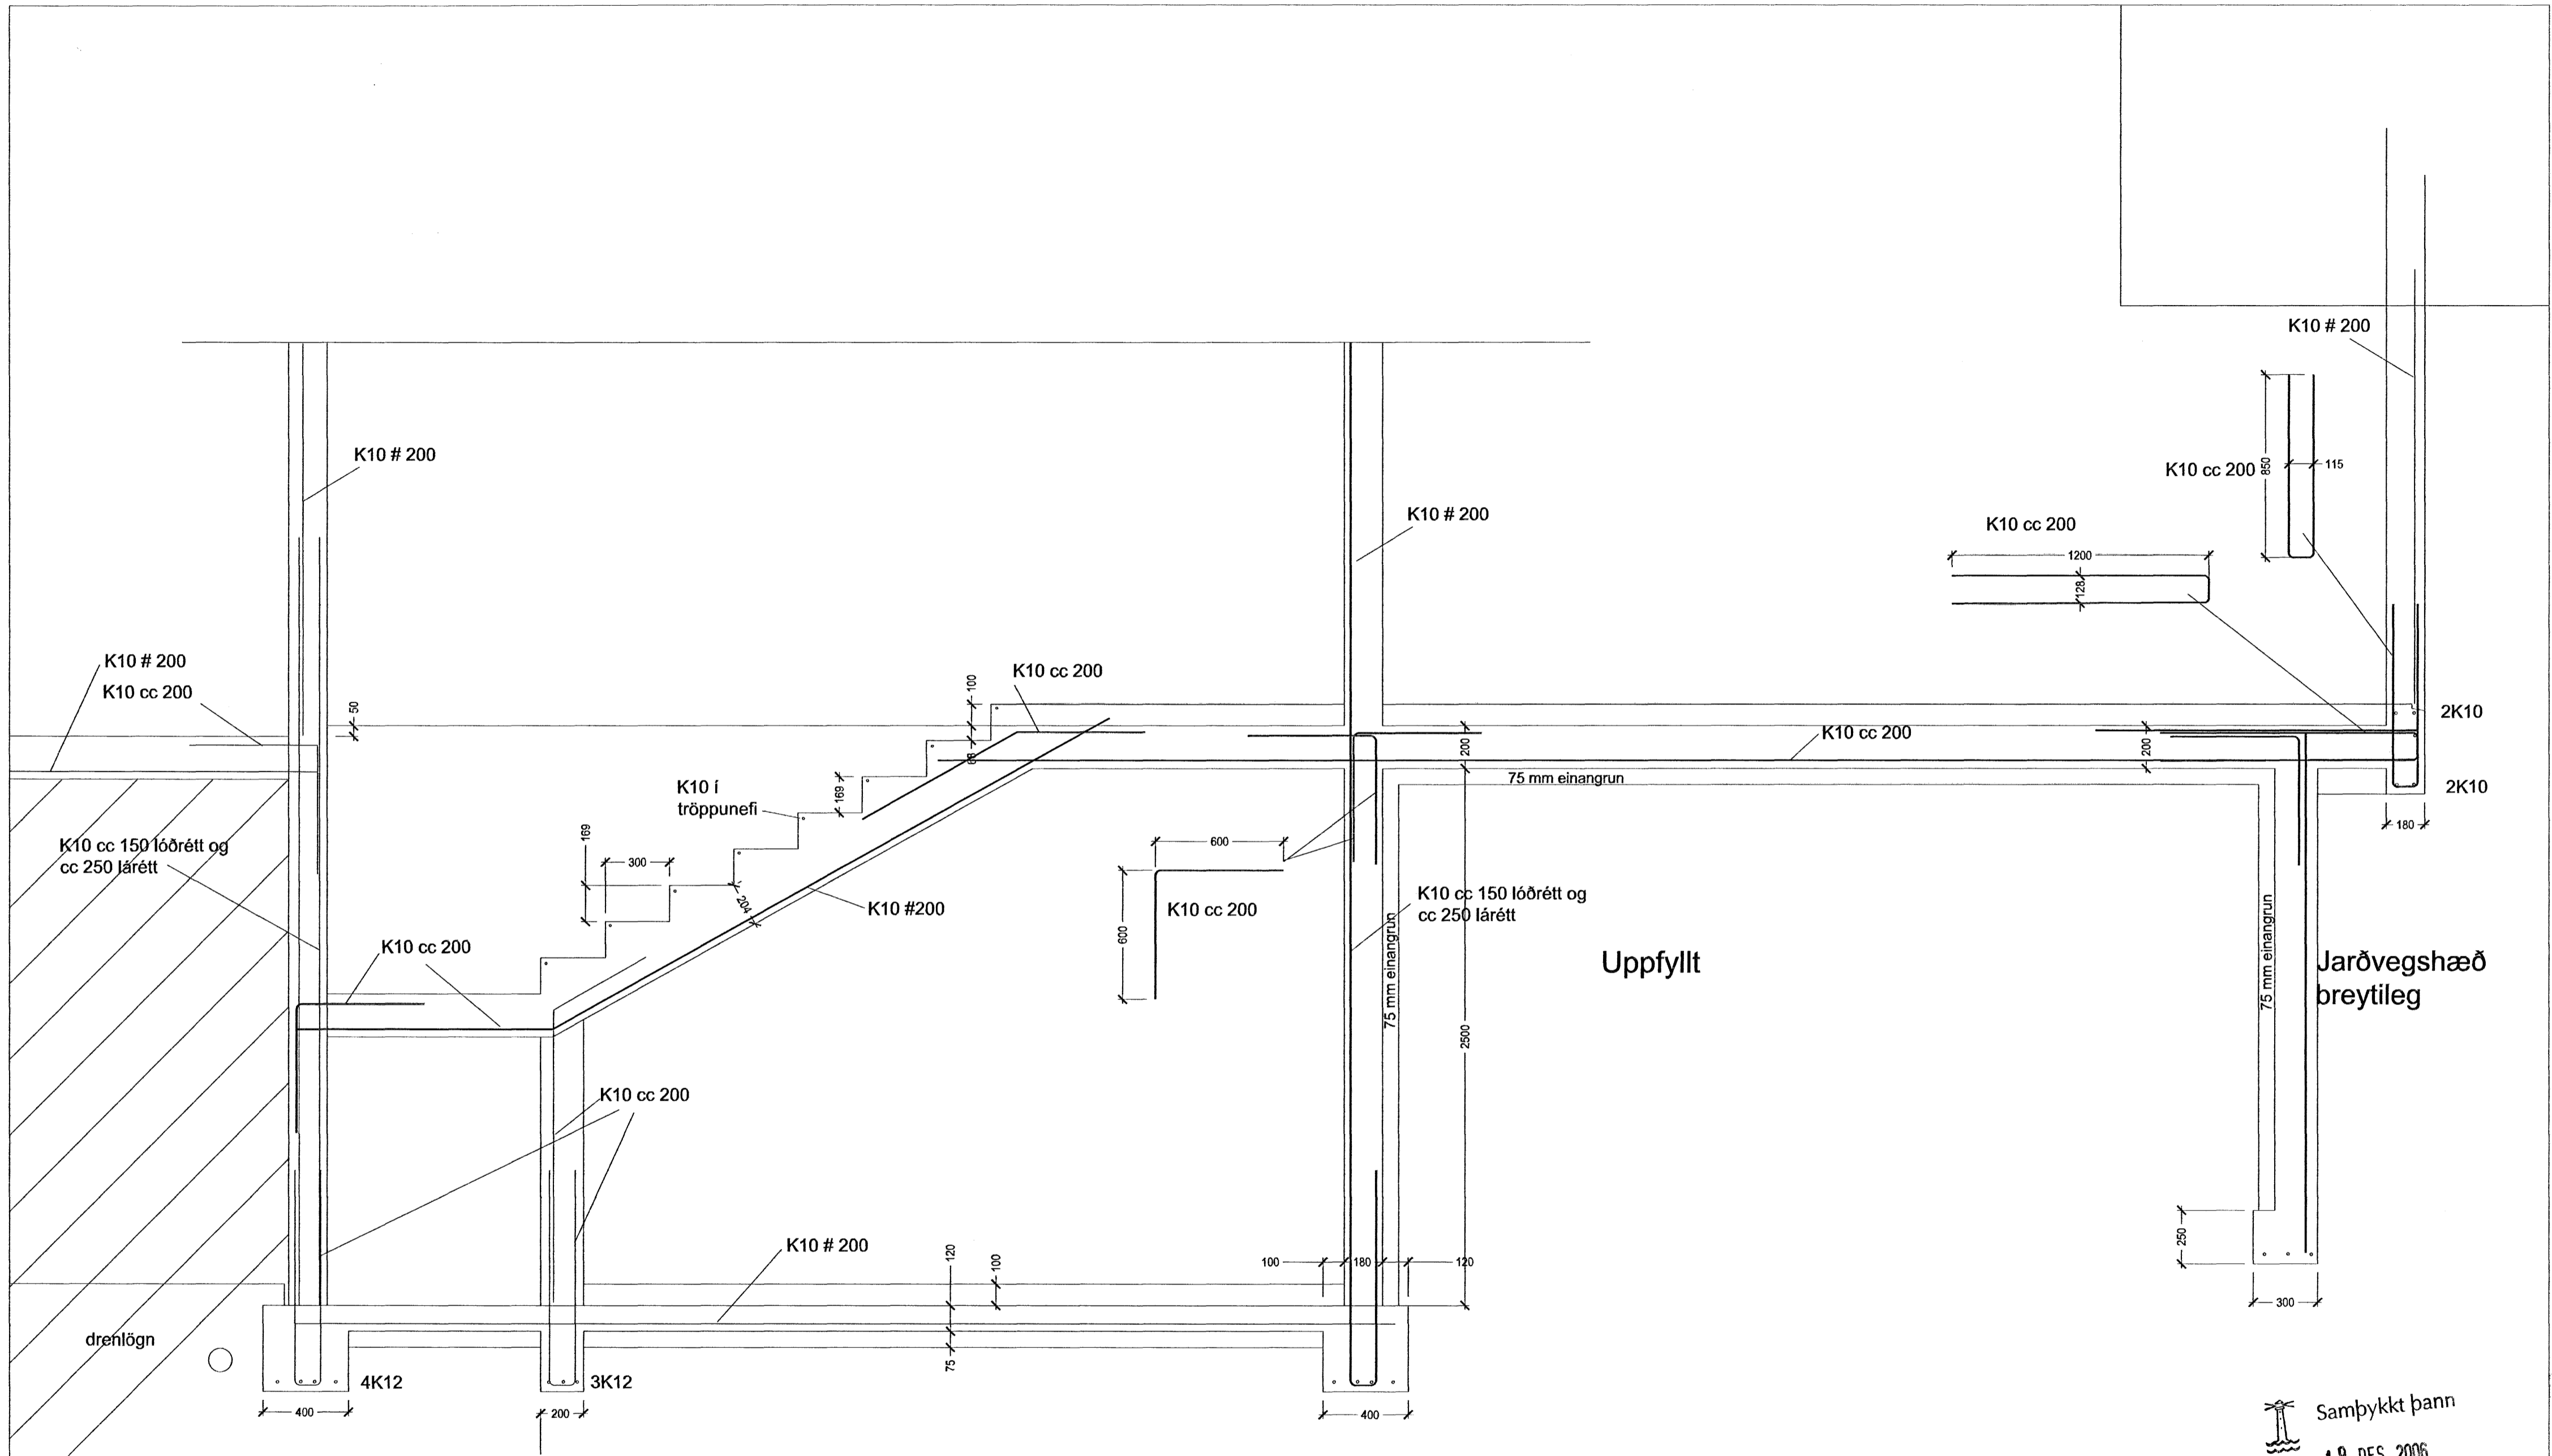 K10 # 200
850
K10 cc 200
115
K10 # 200
K10 # 200
K10 cc 200
1200
128
K10 # 200
K10 cc 200
50
100
K10 cc 200
2K10
200
K10 cc 200
200
75 mm einangrun
2K10
K10 í
tröppunefi
169
180
K10 cc 150 lóðrétt og
cc 250 lárétt
169
300
600
204
K10 #200
600
K10 cc 200
K10 cc 150 lóðrétt og
cc 250 lárétt
75 mm einangrun
K10 cc 200
Uppfyllt
75 mm einangrun
Jarðvegshæð
breytileg
2500
K10 cc 200
K10 # 200
120
100
100
180
120
250
300
drenlögn
75
4K12
3K12
400
200
400
Samþykkt þann
DES. 2006